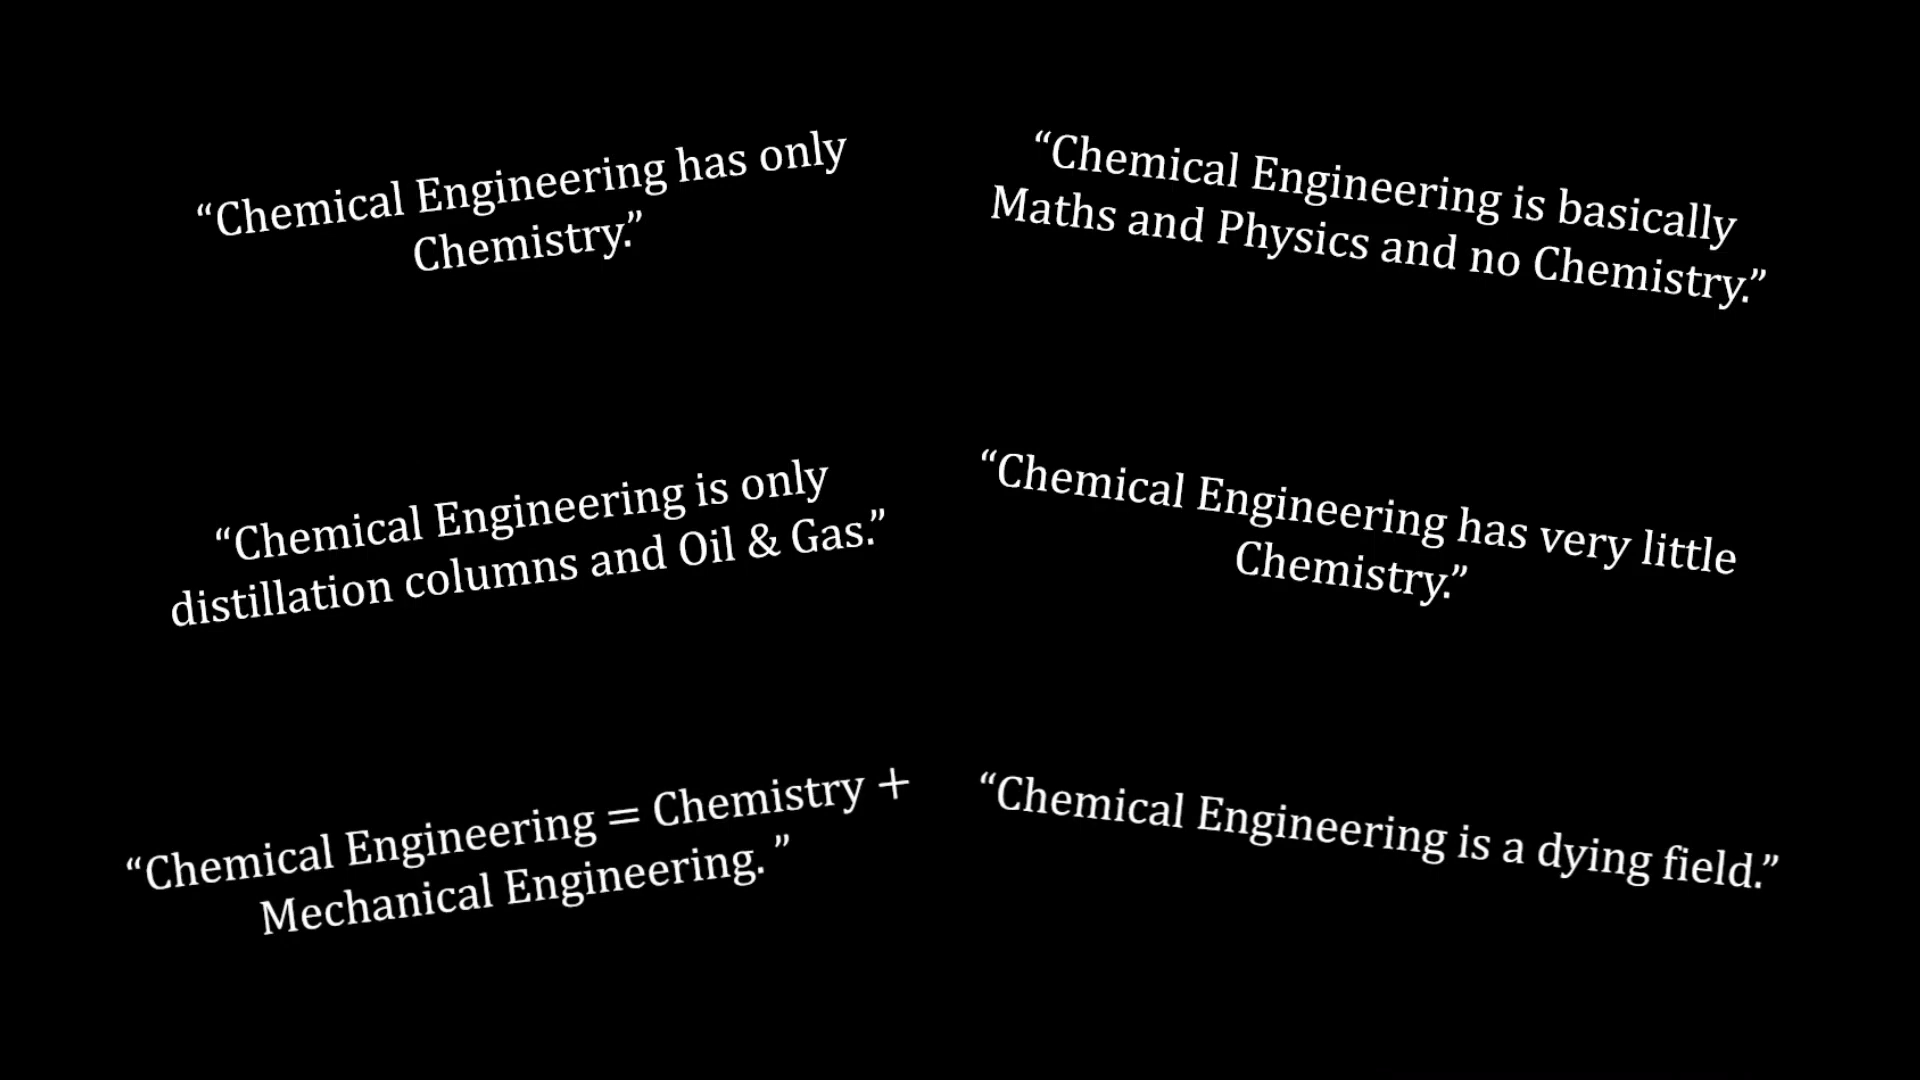 “Chemical Engineering has only
Chemistry.”
“Chemical Engineering is basically
Maths and Physics and no Chemistry.”
“Chemical Engineering is only
distillation columns and Oil & Gas.”
“Chemical Engineering has very little
Chemistry.”
“Chemical Engineering = Chemistry +
Mechanical Engineering. ”
“Chemical Engineering is a dying field.”